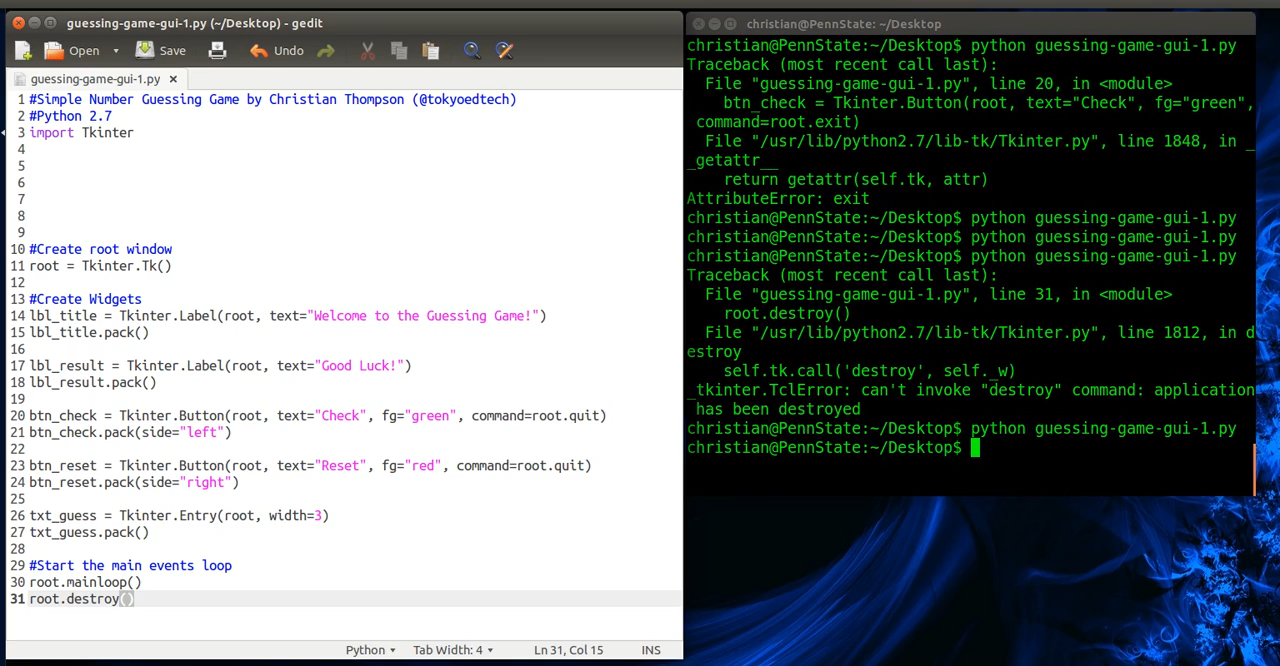 guessing-game-gui-1.py (~/Desktop) - gedit
Open Save Undo
guessing-game-gui-1.py ×
1 #Simple Number Guessing Game by Christian Thompson (@tokyoedtech)
2 #Python 2.7
3 import Tkinter
4
5
6
7
8
9
10 #Create root window
11 root = Tkinter.Tk()
12
13 #Create Widgets
14 lbl_title = Tkinter.Label(root, text="Welcome to the Guessing Game!")
15 lbl_title.pack()
16
17 lbl_result = Tkinter.Label(root, text="Good Luck!")
18 lbl_result.pack()
19
20 btn_check = Tkinter.Button(root, text="Check", fg="green", command=root.quit)
21 btn_check.pack(side="left")
22
23 btn_reset = Tkinter.Button(root, text="Reset", fg="red", command=root.quit)
24 btn_reset.pack(side="right")
25
26 txt_guess = Tkinter.Entry(root, width=3)
27 txt_guess.pack()
28
29 #Start the main events loop
30 root.mainloop()
31 root.destroy()
Python Tab Width: 4 Ln 31, Col 15 INS
christian@PennState: ~/Desktop
christian@PennState:~/Desktop$ python guessing-game-gui-1.py
Traceback (most recent call last):
  File "guessing-game-gui-1.py", line 20, in <module>
    btn_check = Tkinter.Button(root, text="Check", fg="green",
 command=root.exit)
  File "/usr/lib/python2.7/lib-tk/Tkinter.py", line 1848, in _
_getattr__
    return getattr(self.tk, attr)
AttributeError: exit
christian@PennState:~/Desktop$ python guessing-game-gui-1.py
christian@PennState:~/Desktop$ python guessing-game-gui-1.py
christian@PennState:~/Desktop$ python guessing-game-gui-1.py
Traceback (most recent call last):
  File "guessing-game-gui-1.py", line 31, in <module>
    root.destroy()
  File "/usr/lib/python2.7/lib-tk/Tkinter.py", line 1812, in d
estroy
    self.tk.call('destroy', self._w)
_tkinter.TclError: can't invoke "destroy" command: application
 has been destroyed
christian@PennState:~/Desktop$ python guessing-game-gui-1.py
christian@PennState:~/Desktop$